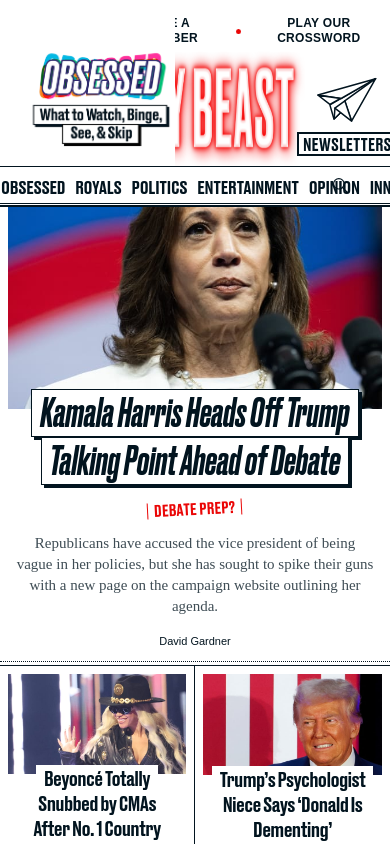 E A
BER
PLAY OUR
CROSSWORD
OBSESSED
What to Watch, Binge,
See, & Skip
Y BEAST
NEWSLETTERS
OBSESSED ROYALS POLITICS ENTERTAINMENT OPINION INN
Kamala Harris Heads Off Trump
Talking Point Ahead of Debate
DEBATE PREP?
Republicans have accused the vice president of being
vague in her policies, but she has sought to spike their guns
with a new page on the campaign website outlining her
agenda.
David Gardner
Beyoncé Totally
Snubbed by CMAs
After No. 1 Country
Trump's Psychologist
Niece Says ‘Donald Is
Dementing’